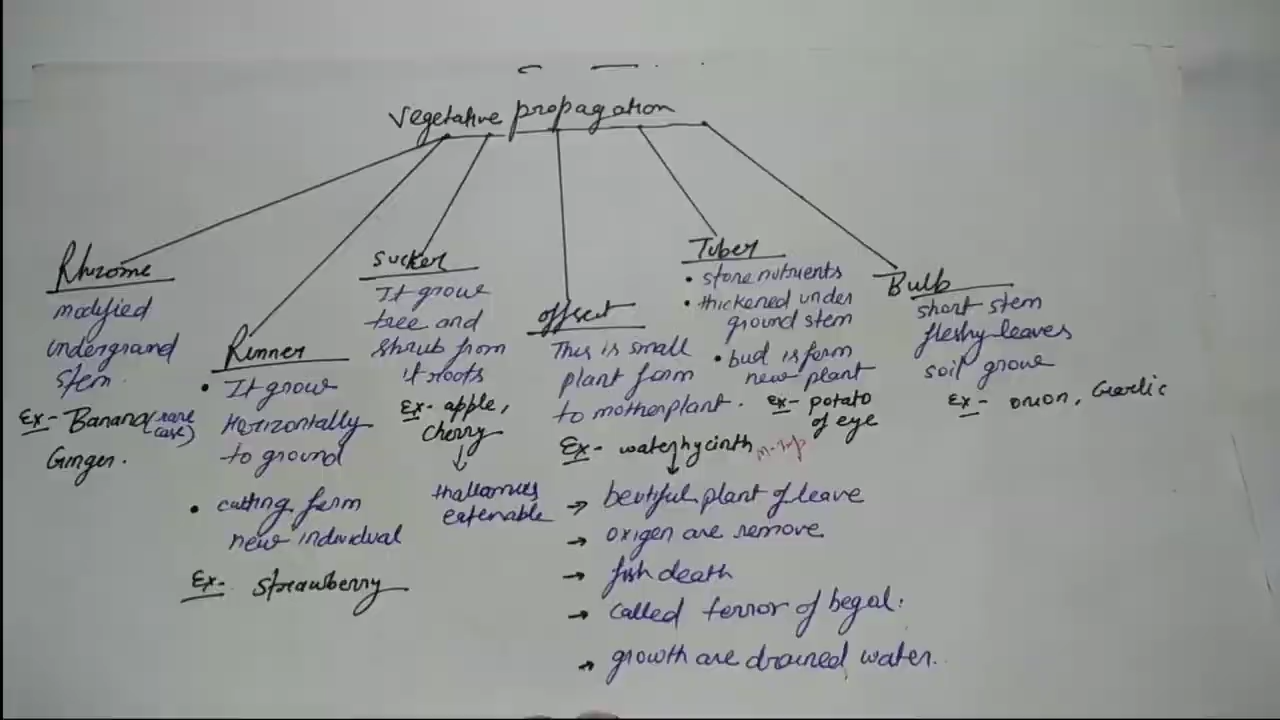 Vegetative propagation
Rhizome
modified
underground
stem.
Ex- Banana (rare case)
Ginger.
Runner
• It grow
Horizontally
to ground
• cutting form
new individual
Ex- strawberry
Sucker
It grow
tree and
shrub from
it roots
Ex- apple,
cherry
↓
thallamus
eatenable
offset
This is small
plant form
to motherplant.
Ex- waterhycinth
→ beutiful plant of leave
→ oxigen are remove
→ fish death
→ called terror of begal.
→ growth are drained water.
Tuber
• store nutrients
• thickened under
ground stem
• bud is form
new plant
Ex- potato
of eye
Bulb
short stem
fleshy leaves
soil grow
Ex- onion, Garlic